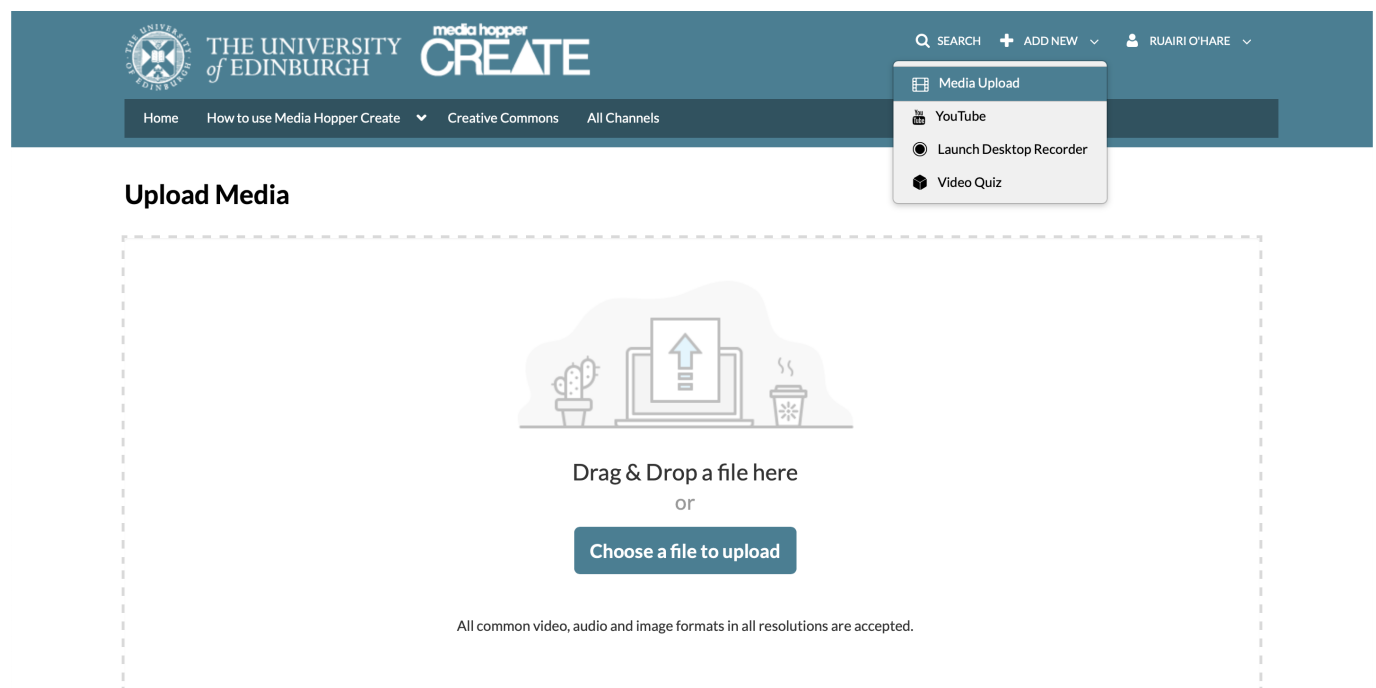 THE UNIVERSITY
of EDINBURGH
media hopper
CREATE
SEARCH
ADD NEW
RUAIRI O'HARE
Media Upload
YouTube
Launch Desktop Recorder
Video Quiz
Home
How to use Media Hopper Create
Creative Commons
All Channels
Upload Media
Drag & Drop a file here
or
Choose a file to upload
All common video, audio and image formats in all resolutions are accepted.